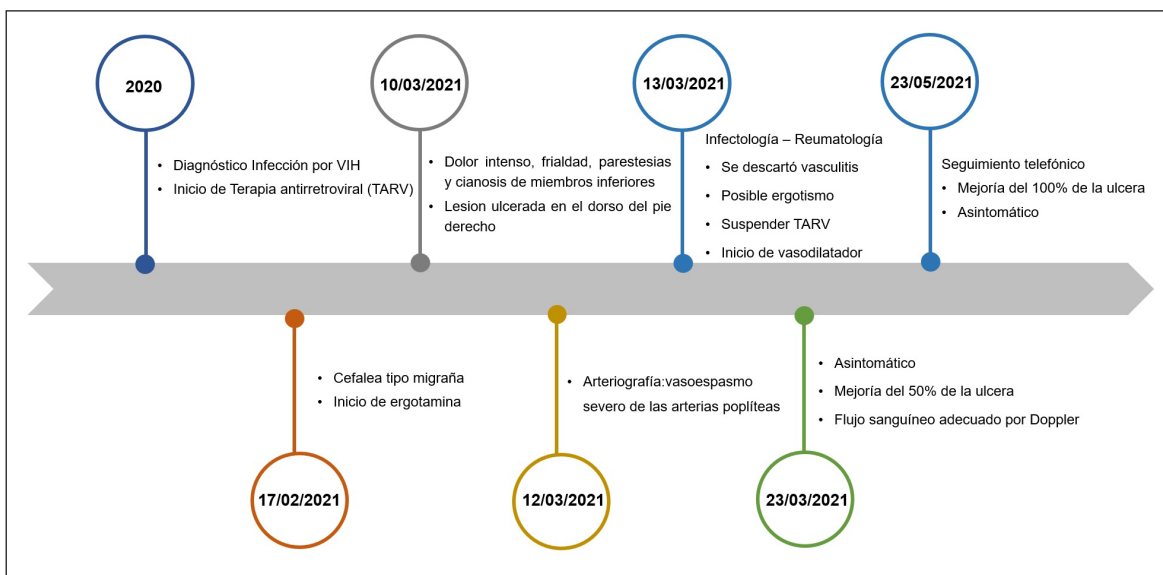 2020
• Diagnóstico Infección por VIH
• Inicio de Terapia antirretroviral (TARV)
17/02/2021
• Cefalea tipo migraña
• Inicio de ergotamina
10/03/2021
• Dolor intenso, frialdad, parestesias
y cianosis de miembros inferiores
• Lesion ulcerada en el dorso del pie
derecho
12/03/2021
• Arteriografía:vasoespasmo
severo de las arterias poplíteas
13/03/2021
Infectología – Reumatología
• Se descartó vasculitis
• Posible ergotismo
• Suspender TARV
• Inicio de vasodilatador
23/03/2021
• Asintomático
• Mejoría del 50% de la ulcera
• Flujo sanguíneo adecuado por Doppler
23/05/2021
Seguimiento telefónico
• Mejoría del 100% de la ulcera
• Asintomático